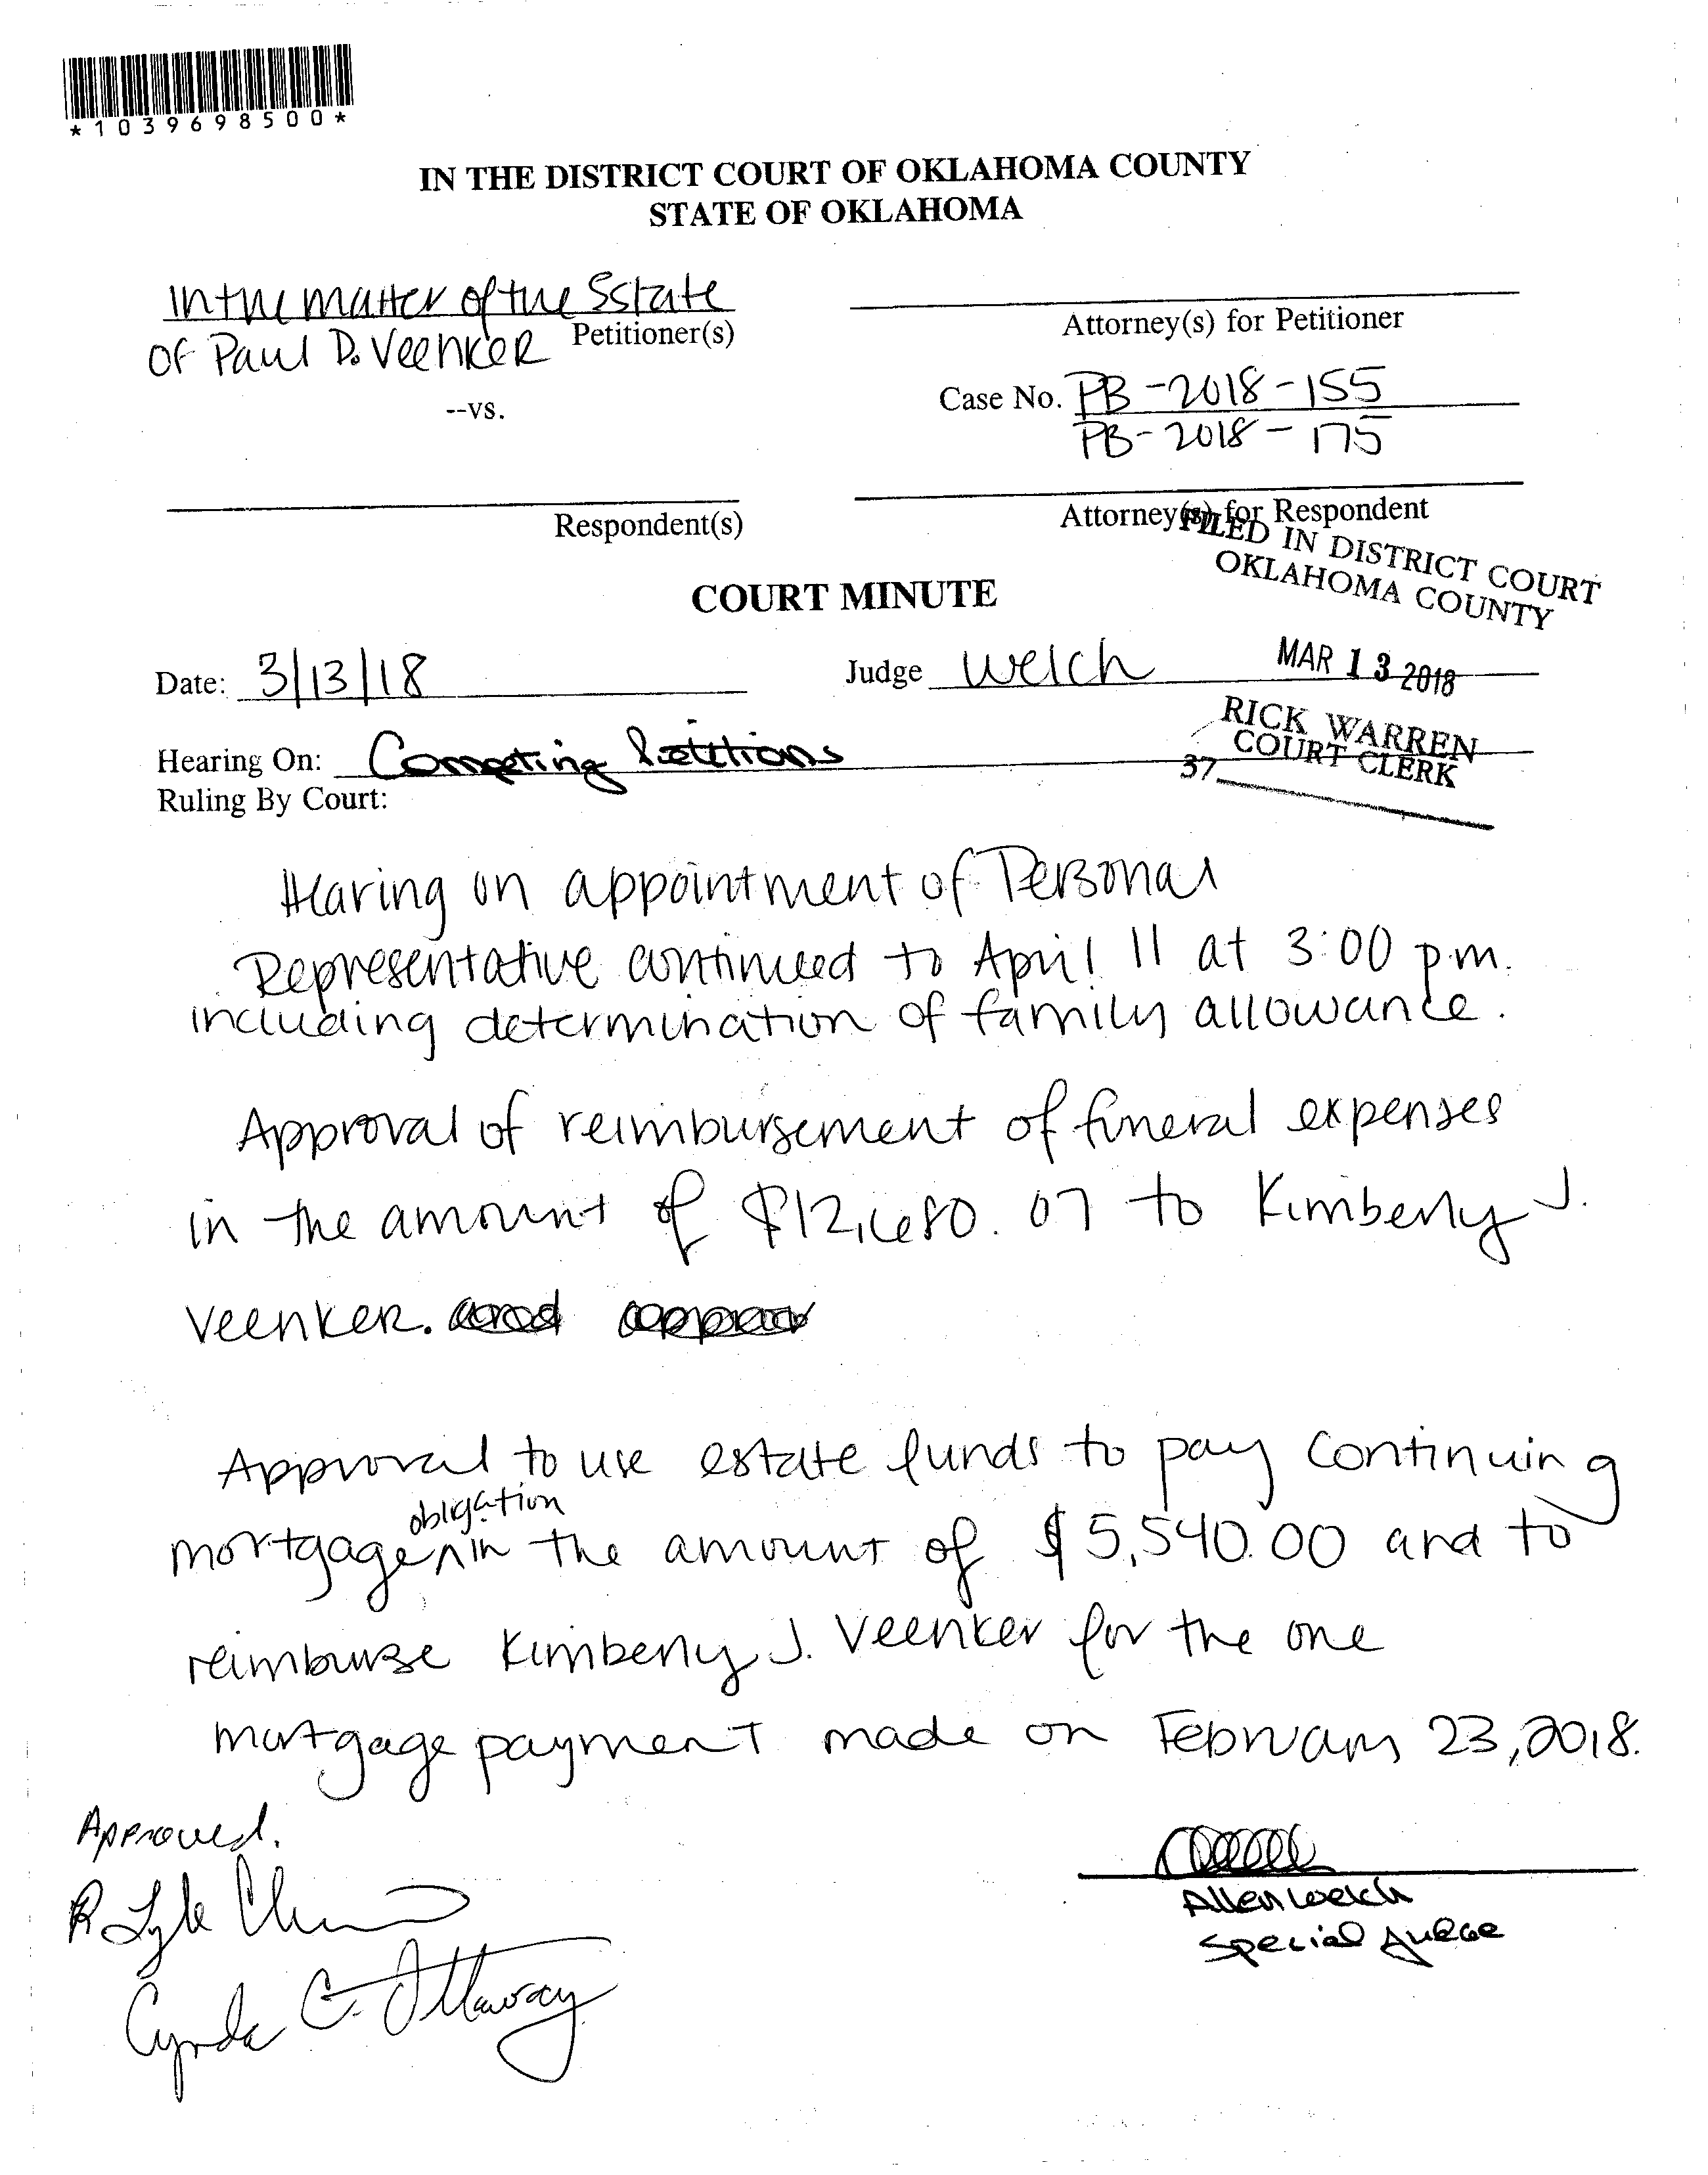 *1039698500*
IN THE DISTRICT COURT OF OKLAHOMA COUNTY
STATE OF OKLAHOMA
In the matter of the Estate
of Paul D. Veenker
Petitioner(s)
Attorney(s) for Petitioner
--vs.
Case No. PB-2018-155
PB-2018-175
Respondent(s)
Attorney(s) for Respondent
FILED IN DISTRICT COURT
OKLAHOMA COUNTY
COURT MINUTE
Date: 3/13/18
Judge Welch
MAR 13 2018
RICK WARREN
COURT CLERK
37
Hearing On: Competing Petitions
Ruling By Court:
Hearing on appointment of Personal
Representative continued to April 11 at 3:00 p.m.
including determination of family allowance.
Approval of reimbursement of funeral expenses
in the amount of $12,680.07 to Kimberly J.
Veenker.
Approval to use estate funds to pay continuing
mortgage ^ obligation in the amount of $5,540.00 and to
reimburse Kimberly J. Veenker for the one
mortgage payment made on February 23, 2018.
Approved.
R Lyle
Cynda C. Ottaway
Allen Welch
Special Judge